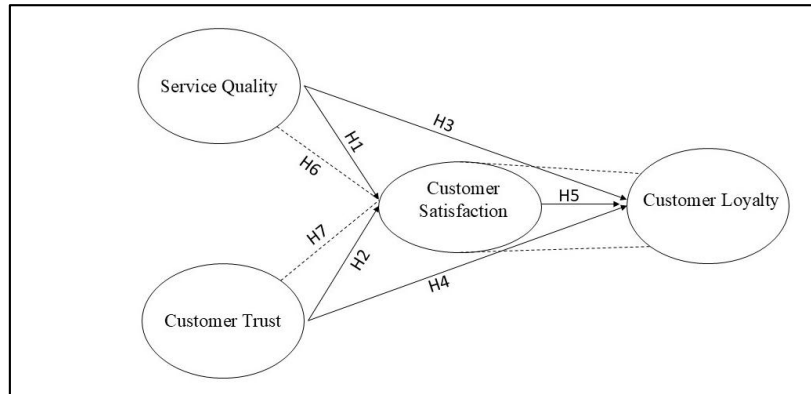 Service Quality
H3
H1
H6
Customer
Satisfaction
H5
Customer Loyalty
H7
H2
H4
Customer Trust